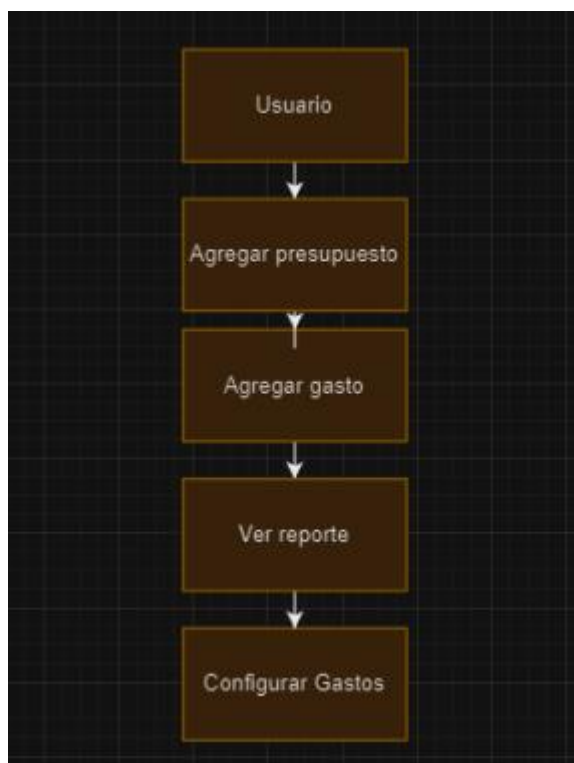 Usuario
Agregar presupuesto
Agregar gasto
Ver reporte
Configurar Gastos